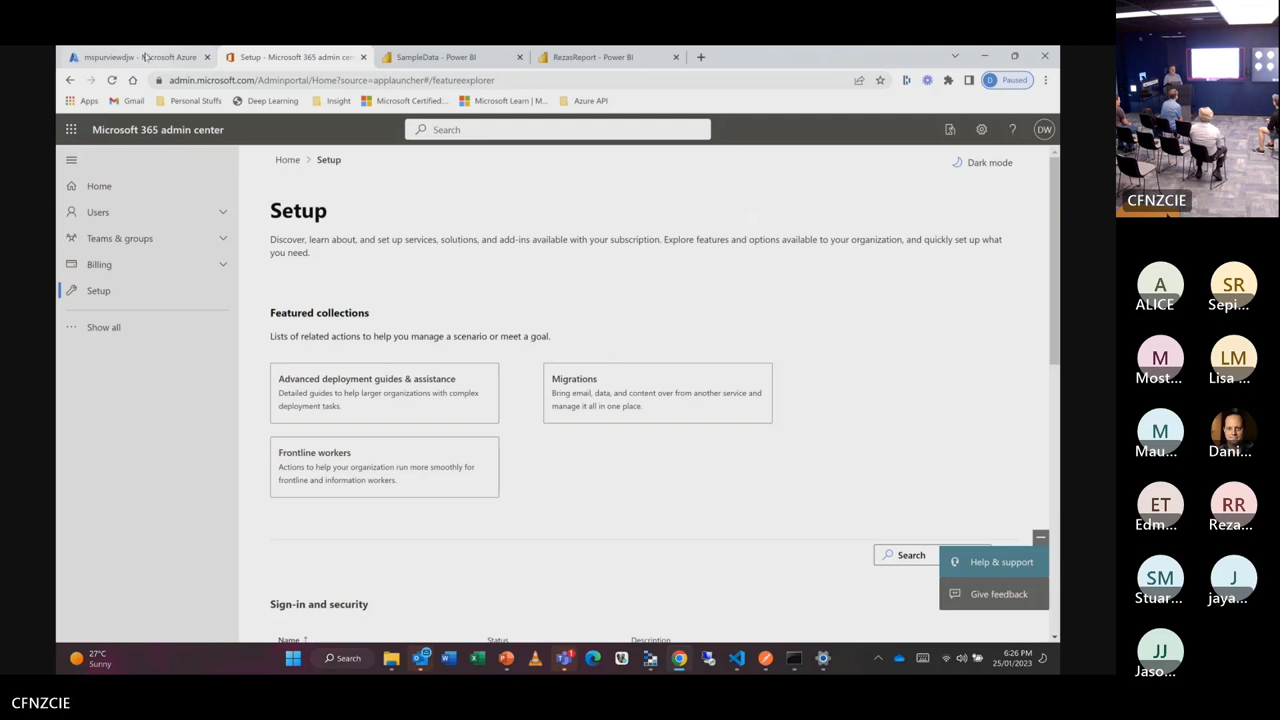 mspurviewdjw - Microsoft Azure
Setup - Microsoft 365 admin cen
SampleData - Power BI
RezasReport - Power BI
admin.microsoft.com/Adminportal/Home?source=applauncher#/featureexplorer
D
Paused
Apps
Gmail
Personal Stuffs
Deep Learning
Insight
Microsoft Certified:...
Microsoft Learn | M...
Azure API
Microsoft 365 admin center
Search
DW
Home
Users
Teams & groups
Billing
Setup
Show all
Home > Setup
Dark mode
Setup
Discover, learn about, and set up services, solutions, and add-ins available with your subscription. Explore features and options available to your organization, and quickly set up what
you need.
Featured collections
Lists of related actions to help you manage a scenario or meet a goal.
Advanced deployment guides & assistance
Detailed guides to help larger organizations with complex
deployment tasks.
Migrations
Bring email, data, and content over from another service and
manage it all in one place.
Frontline workers
Actions to help your organization run more smoothly for
frontline and information workers.
Search
Help & support
Give feedback
Sign-in and security
Name ↑
Status
Description
27°C
Sunny
Search
6:26 PM
25/01/2023
CFNZCIE
CFNZCIE
A
ALICE
SR
Sepi...
M
Most...
LM
Lisa ...
M
Mau...
Dani...
ET
Edm...
RR
Reza...
SM
Stuar...
J
jaya...
JJ
Jaso...